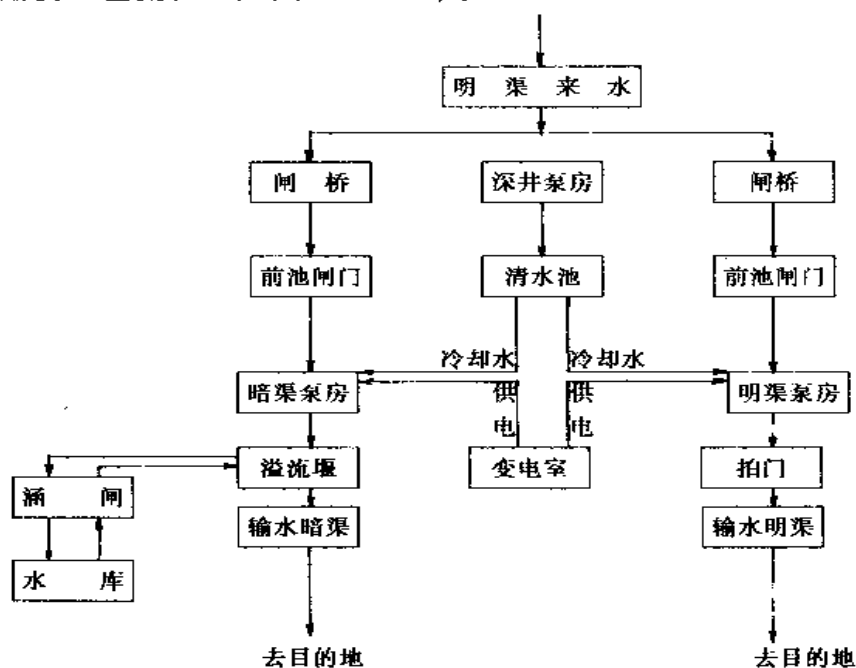 明渠来水
闸桥 深井泵房 闸桥
前池闸门 清水池 前池闸门
冷却水 冷却水
暗渠泵房 供电 供电 明渠泵房
溢流堰 变电室 拍门
涵闸
输水暗渠 输水明渠
水库
去目的地 去目的地